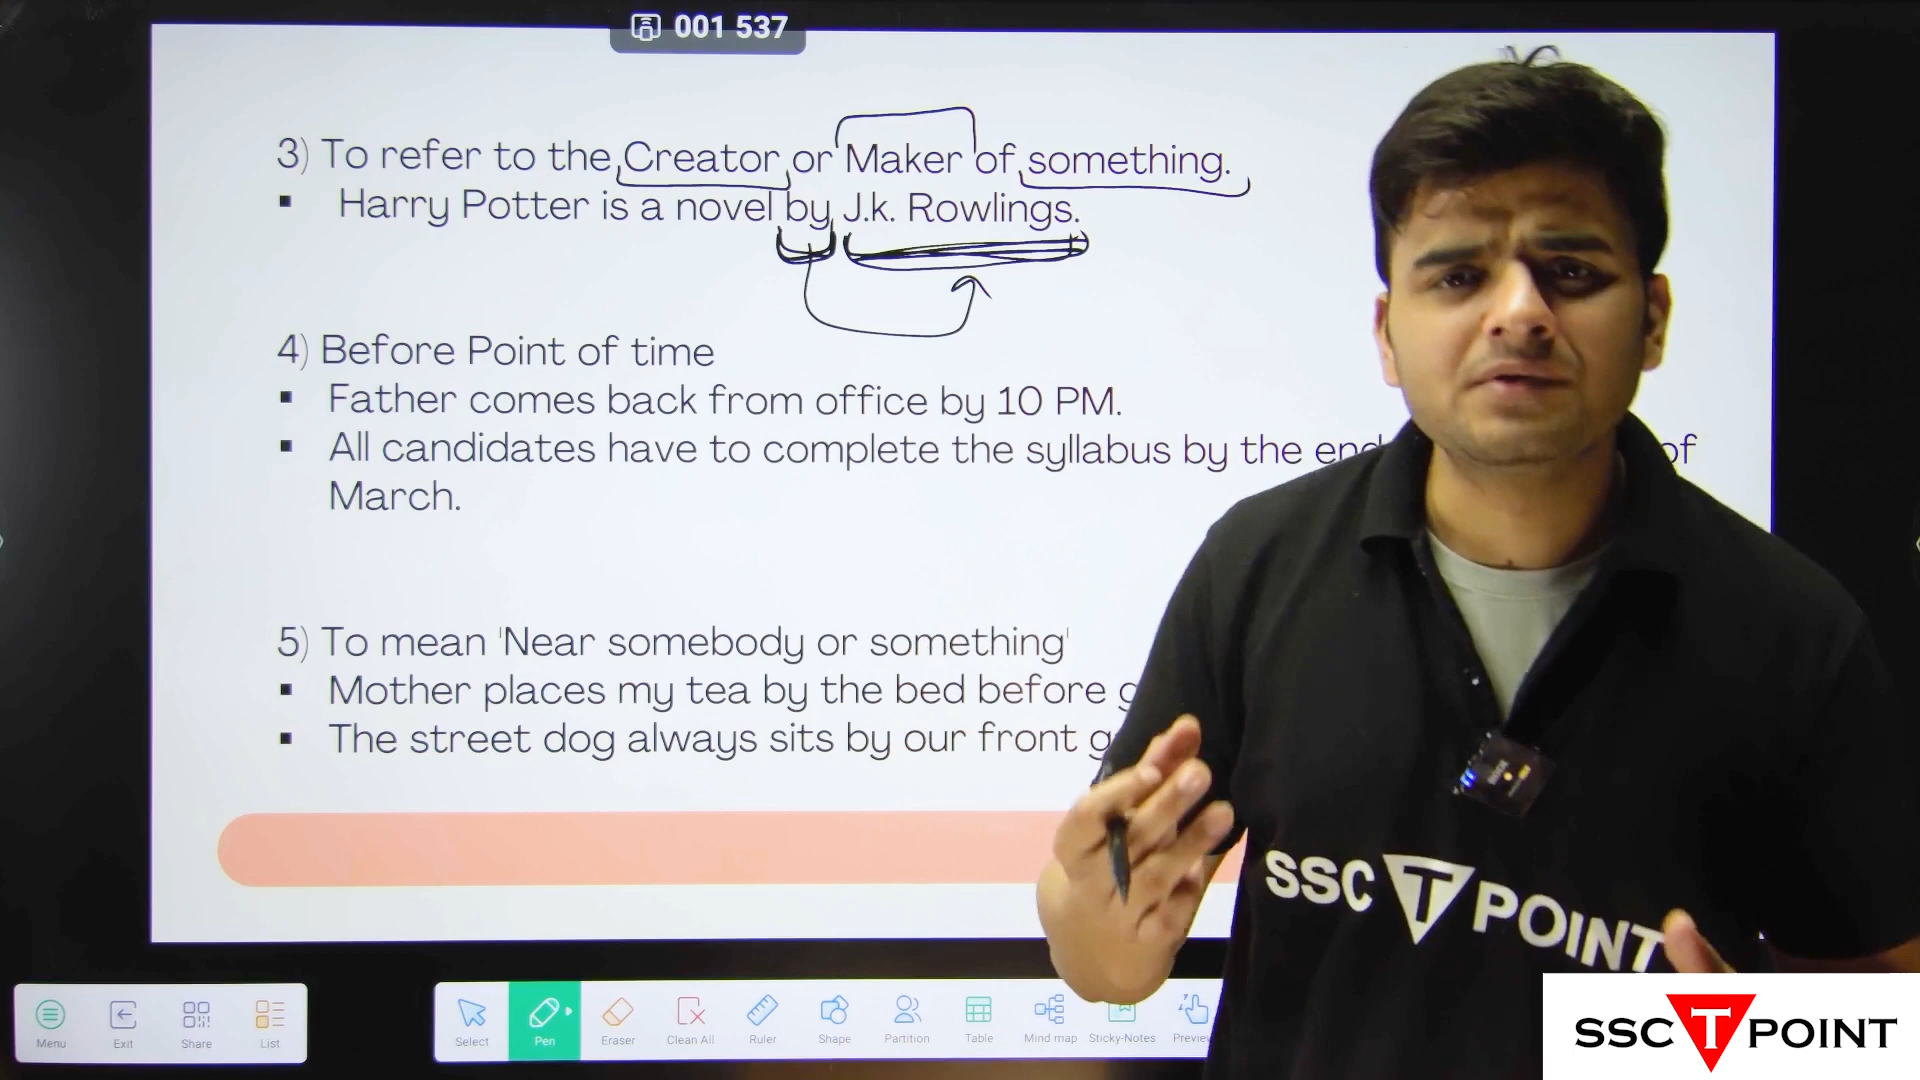 001 537
3) To refer to the Creator or Maker of something.
▪ Harry Potter is a novel by J.k. Rowlings.
4) Before Point of time
▪ Father comes back from office by 10 PM.
▪ All candidates have to complete the syllabus by the end of
March.
5) To mean 'Near somebody or something'
▪ Mother places my tea by the bed before
▪ The street dog always sits by our front
SSC T POINT
Menu Exit Share List Select Pen Eraser Clean All Ruler Shape Partition Table Mind map Sticky-Notes Preview
SSC T POINT